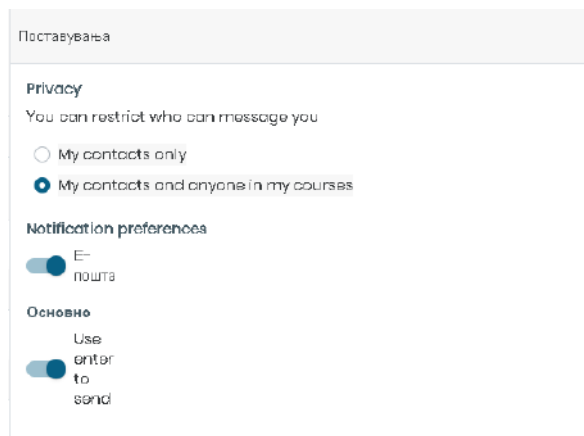 Поставувања
Privacy
You can restrict who can message you
My contacts only
My contacts and anyone in my courses
Notification preferences
Е-
пошта
Основно
Use
enter
to
send